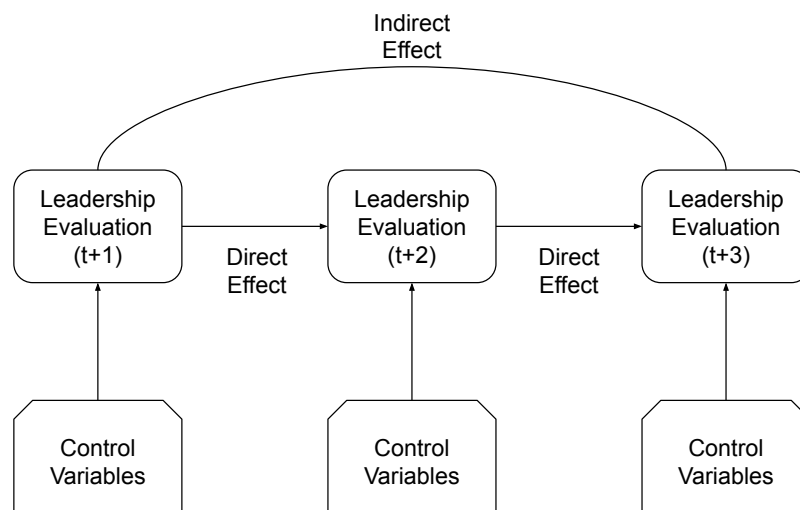 Indirect
Effect
Leadership
Evaluation
(t+1)
Leadership
Evaluation
(t+2)
Leadership
Evaluation
(t+3)
Direct
Effect
Direct
Effect
Control
Variables
Control
Variables
Control
Variables